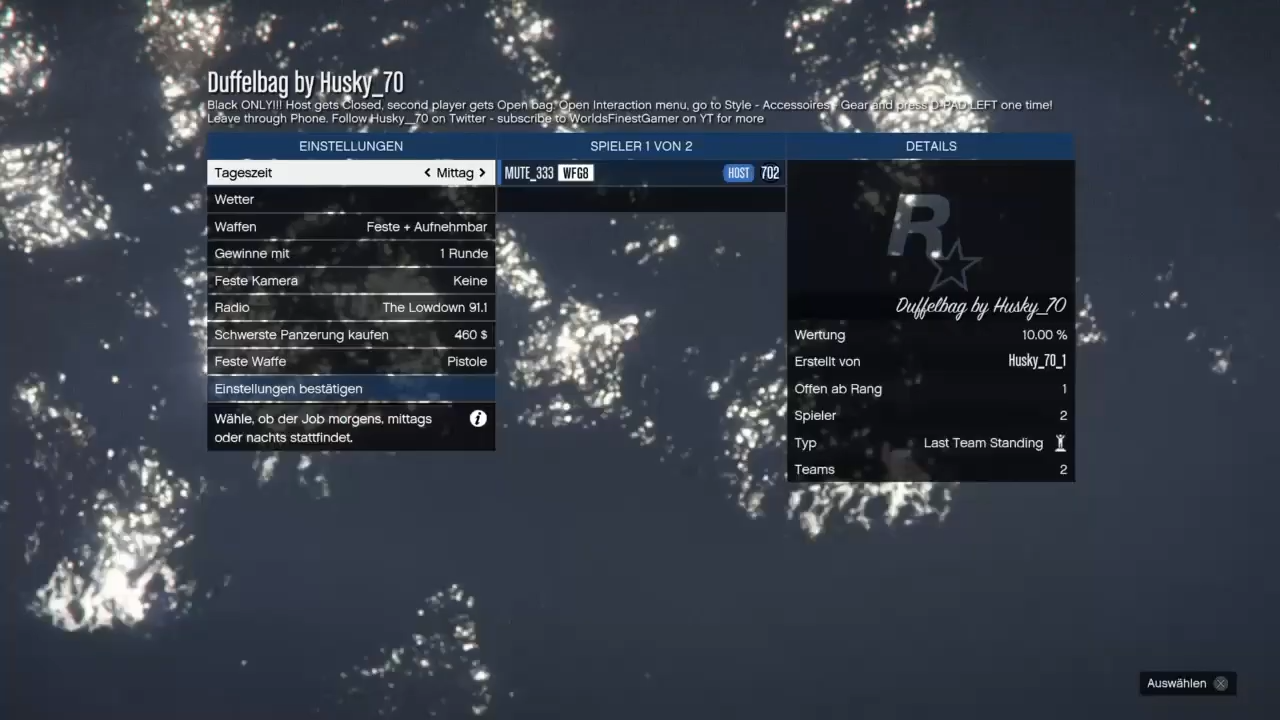 Duffelbag by Husky_70
Black ONLY!!! Host gets Closed, second player gets Open bag. Open Interaction menu, go to Style - Accessoires - Gear and press D-PAD LEFT one time!
Leave through Phone. Follow Husky__70 on Twitter - subscribe to WorldsFinestGamer on YT for more
EINSTELLUNGEN
Tageszeit Mittag
Wetter
Waffen Feste + Aufnehmbar
Gewinne mit 1 Runde
Feste Kamera Keine
Radio The Lowdown 91.1
Schwerste Panzerung kaufen 460 $
Feste Waffe Pistole
Einstellungen bestätigen
Wähle, ob der Job morgens, mittags
oder nachts stattfindet.
SPIELER 1 VON 2
MUTE_333 WFG8 HOST 702
DETAILS
R
Duffelbag by Husky_70
Wertung 10.00 %
Erstellt von Husky_70_1
Offen ab Rang 1
Spieler 2
Typ Last Team Standing
Teams 2
Auswählen